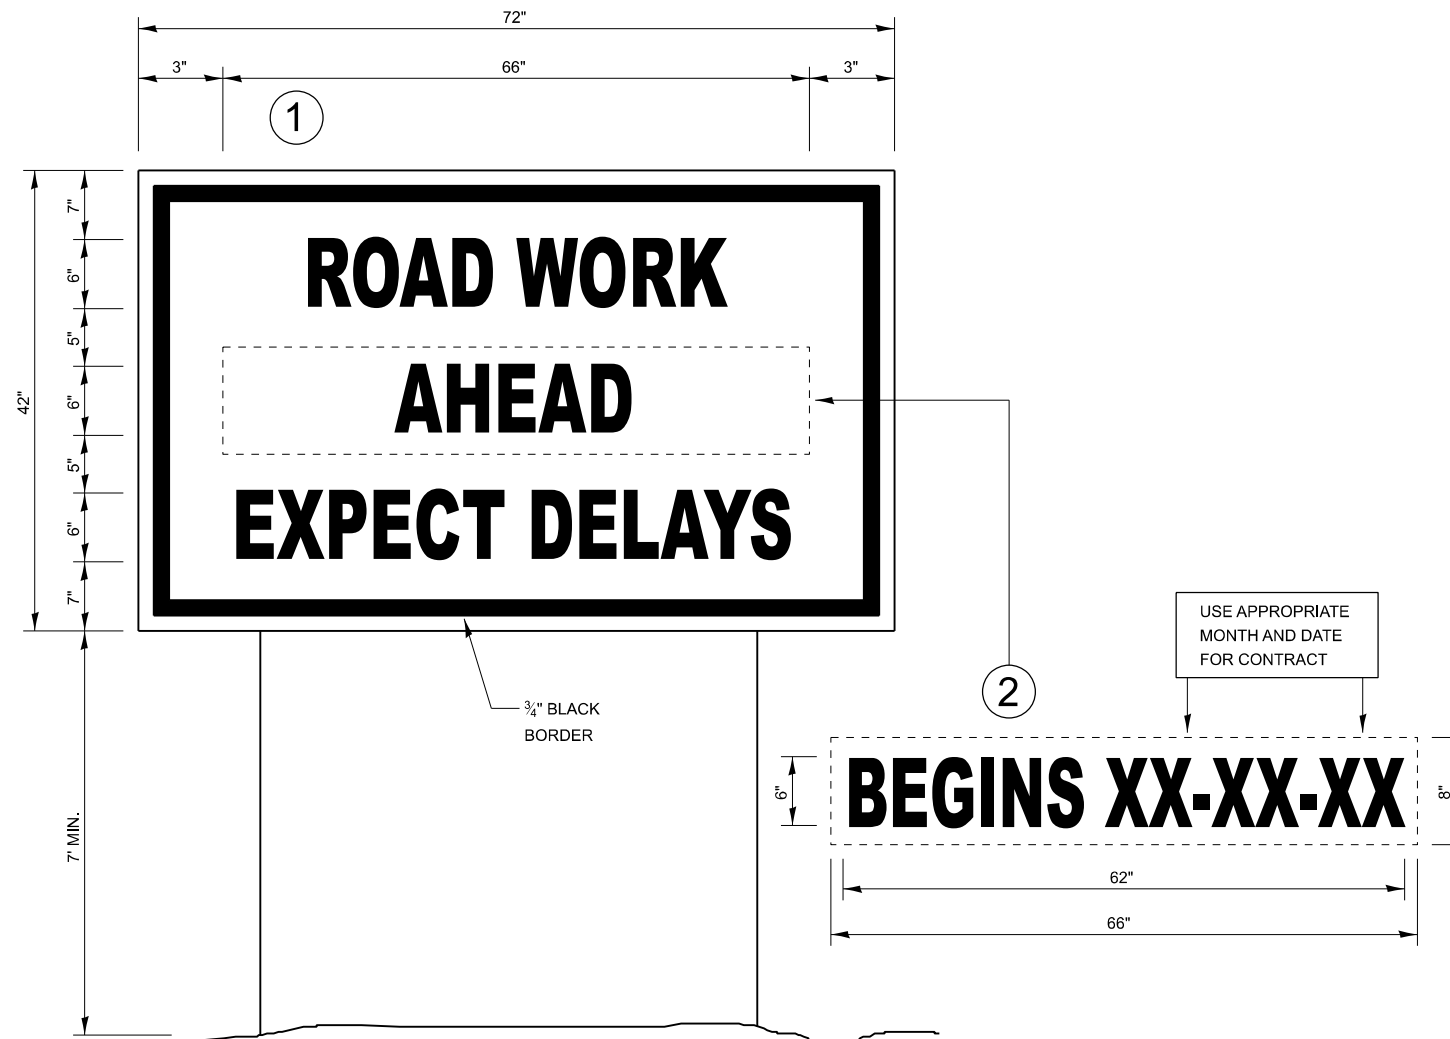 72"
3" 66" 3"
1
7"
6"
5"
6"
5"
6"
7"
42"
ROAD WORK
AHEAD
EXPECT DELAYS
¾" BLACK
BORDER
7' MIN.
2
USE APPROPRIATE
MONTH AND DATE
FOR CONTRACT
6"
BEGINS XX-XX-XX
8"
62"
66"